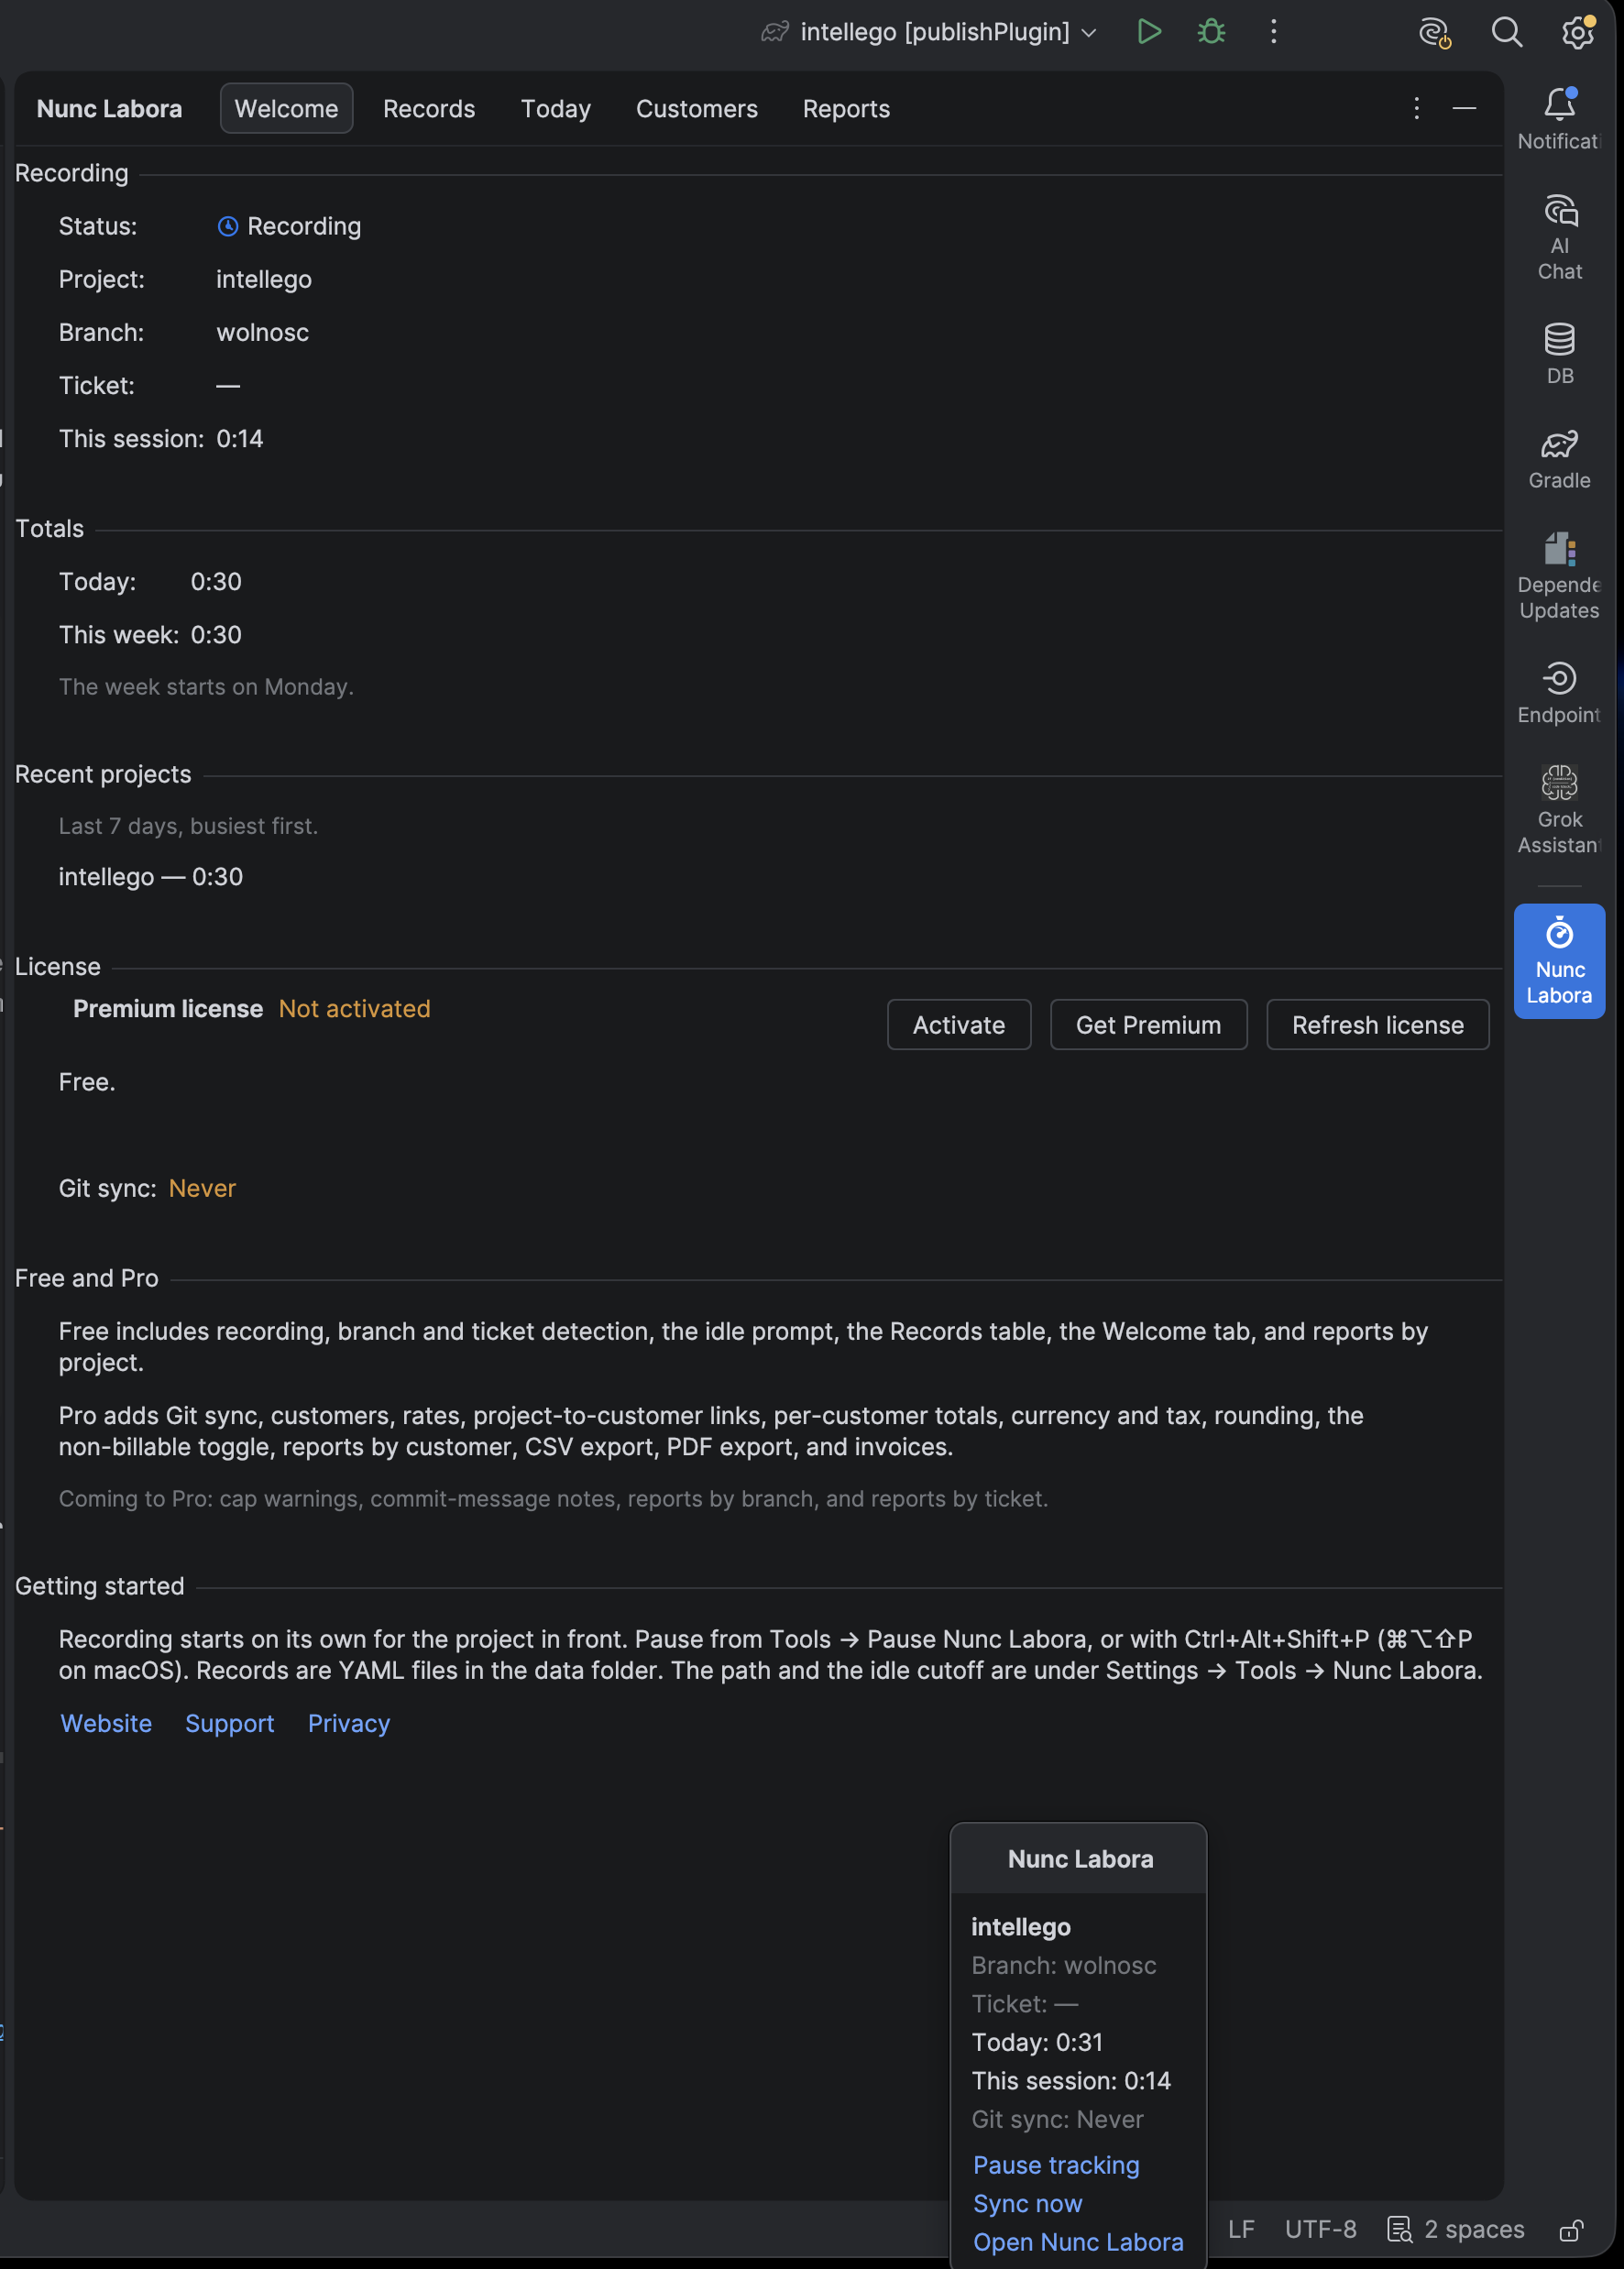 intellego [publishPlugin]
Nunc Labora Welcome Records Today Customers Reports
Recording
Status: Recording
Project: intellego
Branch: wolnosc
Ticket: —
This session: 0:14
Totals
Today: 0:30
This week: 0:30
The week starts on Monday.
Recent projects
Last 7 days, busiest first.
intellego — 0:30
License
Premium license Not activated
Activate Get Premium Refresh license
Free.
Git sync: Never
Free and Pro
Free includes recording, branch and ticket detection, the idle prompt, the Records table, the Welcome tab, and reports by
project.
Pro adds Git sync, customers, rates, project-to-customer links, per-customer totals, currency and tax, rounding, the
non-billable toggle, reports by customer, CSV export, PDF export, and invoices.
Coming to Pro: cap warnings, commit-message notes, reports by branch, and reports by ticket.
Getting started
Recording starts on its own for the project in front. Pause from Tools → Pause Nunc Labora, or with Ctrl+Alt+Shift+P (⌘⌥⇧P
on macOS). Records are YAML files in the data folder. The path and the idle cutoff are under Settings → Tools → Nunc Labora.
Website Support Privacy
Nunc Labora
intellego
Branch: wolnosc
Ticket: —
Today: 0:31
This session: 0:14
Git sync: Never
Pause tracking
Sync now
Open Nunc Labora
Notificati
AI
Chat
DB
Gradle
Depende
Updates
Endpoint
Grok
Assistan
Nunc
Labora
LF UTF-8 2 spaces